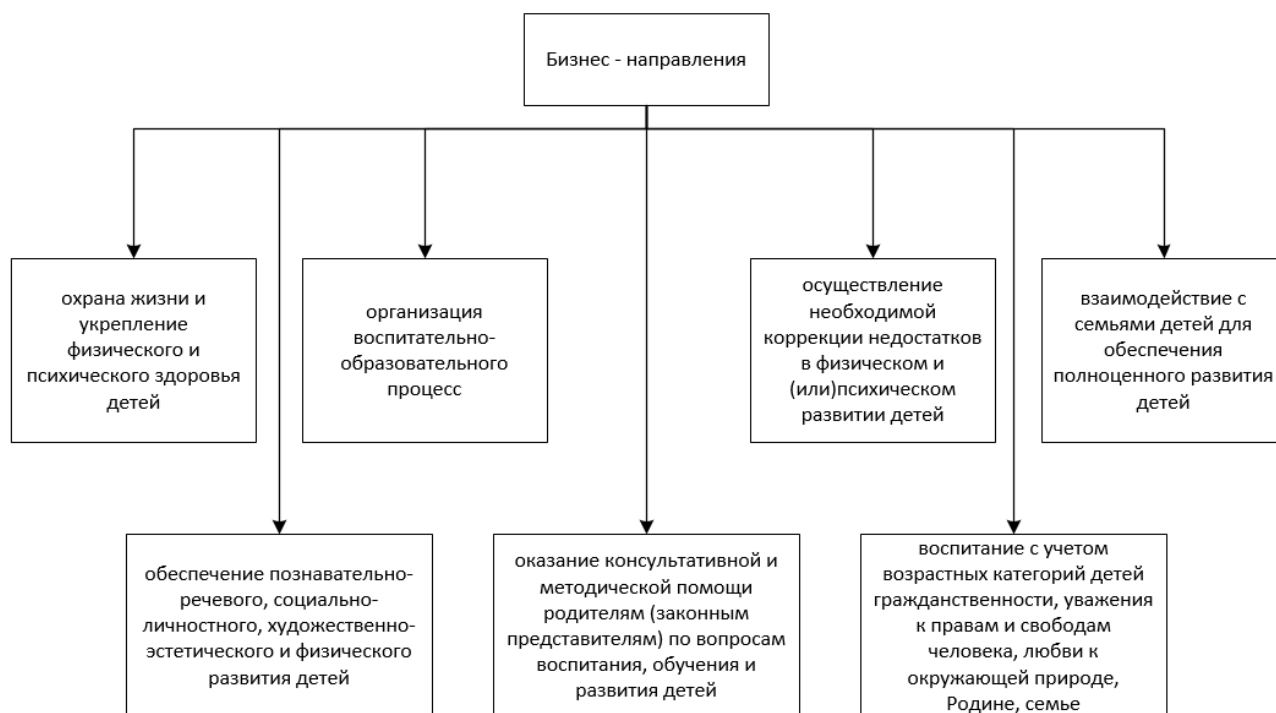 Бизнес - направления
охрана жизни и
укрепление
физического и
психического здоровья
детей
организация
воспитательно-
образовательного
процесс
осуществление
необходимой
коррекции недостатков
в физическом и
(или)психическом
развитии детей
взаимодействие с
семьями детей для
обеспечения
полноценного развития
детей
обеспечение познавательно-
речевого, социально-
личностного, художественно-
эстетического и физического
развития детей
оказание консультативной и
методической помощи
родителям (законным
представителям) по вопросам
воспитания, обучения и
развития детей
воспитание с учетом
возрастных категорий детей
гражданственности, уважения
к правам и свободам
человека, любви к
окружающей природе,
Родине, семье